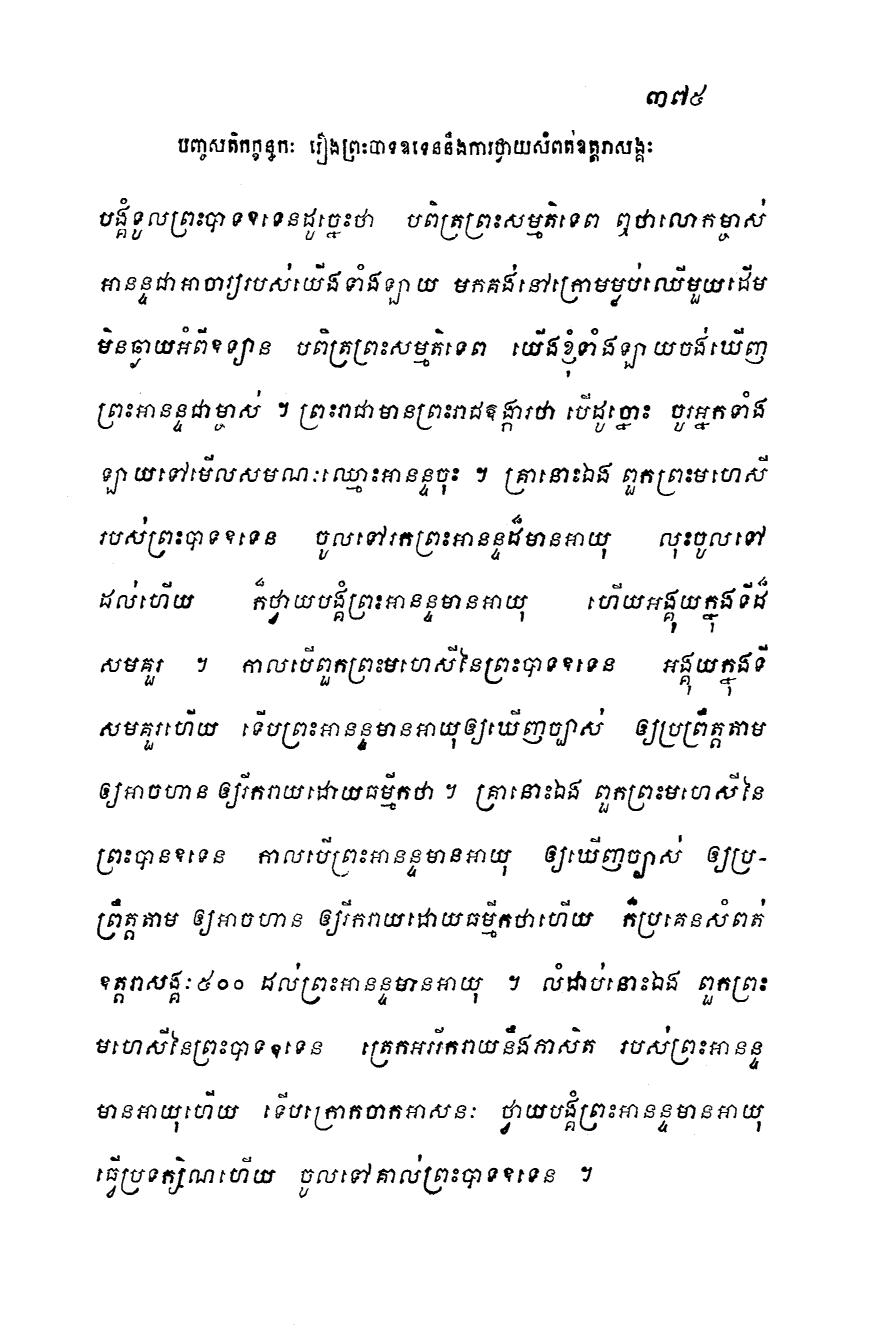 ៣៧៥
បញ្ចសតិកក្ខន្ធកៈ រឿងព្រះបាទឧទេននឹងការថ្វាយសំពត់ឧត្តរាសង្គៈ
បង្គំទូលព្រះបាទឧទេនដូច្នេះថា បពិត្រព្រះសម្មតិទេព ឮថាលោកម្ចាស់
អានន្ទជាអាចារ្យរបស់យើងទាំងឡាយ មកគង់នៅក្រោមម្លប់ឈើមួយដើម
មិនឆ្ងាយអំពីឧទ្យាន បពិត្រព្រះសម្មតិទេព យើងខ្ញុំទាំងឡាយចង់ឃើញ
ព្រះអានន្ទជាម្ចាស់ ។ ព្រះរាជាមានព្រះរាជឱង្ការថា បើដូច្នោះ ចូរអ្នកទាំង
ឡាយទៅមើលសមណៈឈ្មោះអានន្ទចុះ ។ គ្រានោះឯង ពួកព្រះមហេសី
របស់ព្រះបាទឧទេន ចូលទៅរកព្រះអានន្ទដ៏មានអាយុ លុះចូលទៅ
ដល់ហើយ ក៏ថ្វាយបង្គំព្រះអានន្ទមានអាយុ ហើយអង្គុយក្នុងទីដ៏
សមគួរ ។ កាលបើពួកព្រះមហេសីនៃព្រះបាទឧទេន អង្គុយក្នុងទី
សមគួរហើយ ទើបព្រះអានន្ទមានអាយុឲ្យឃើញច្បាស់ ឲ្យប្រព្រឹត្តតាម
ឲ្យអាចហាន ឲ្យរីករាយដោយធម្មីកថា ។ គ្រានោះឯង ពួកព្រះមហេសីនៃ
ព្រះបានឧទេន កាលបើព្រះអានន្ទមានអាយុ ឲ្យឃើញច្បាស់ ឲ្យប្រ-
ព្រឹត្តតាម ឲ្យអាចហាន ឲ្យរីករាយដោយធម្មីកថាហើយ ក៏ប្រគេនសំពត់
ឧត្តរាសង្គៈ៥០០ ដល់ព្រះអានន្ទមានអាយុ ។ លំដាប់នោះឯង ពួកព្រះ
មហេសីនៃព្រះបាទឧទេន ត្រេកអររីករាយនឹងភាសិត របស់ព្រះអានន្ទ
មានអាយុហើយ ទើបក្រោកចាកអាសនៈ ថ្វាយបង្គំព្រះអានន្ទមានអាយុ
ធ្វើប្រទក្សិណហើយ ចូលទៅគាល់ព្រះបាទឧទេន ។